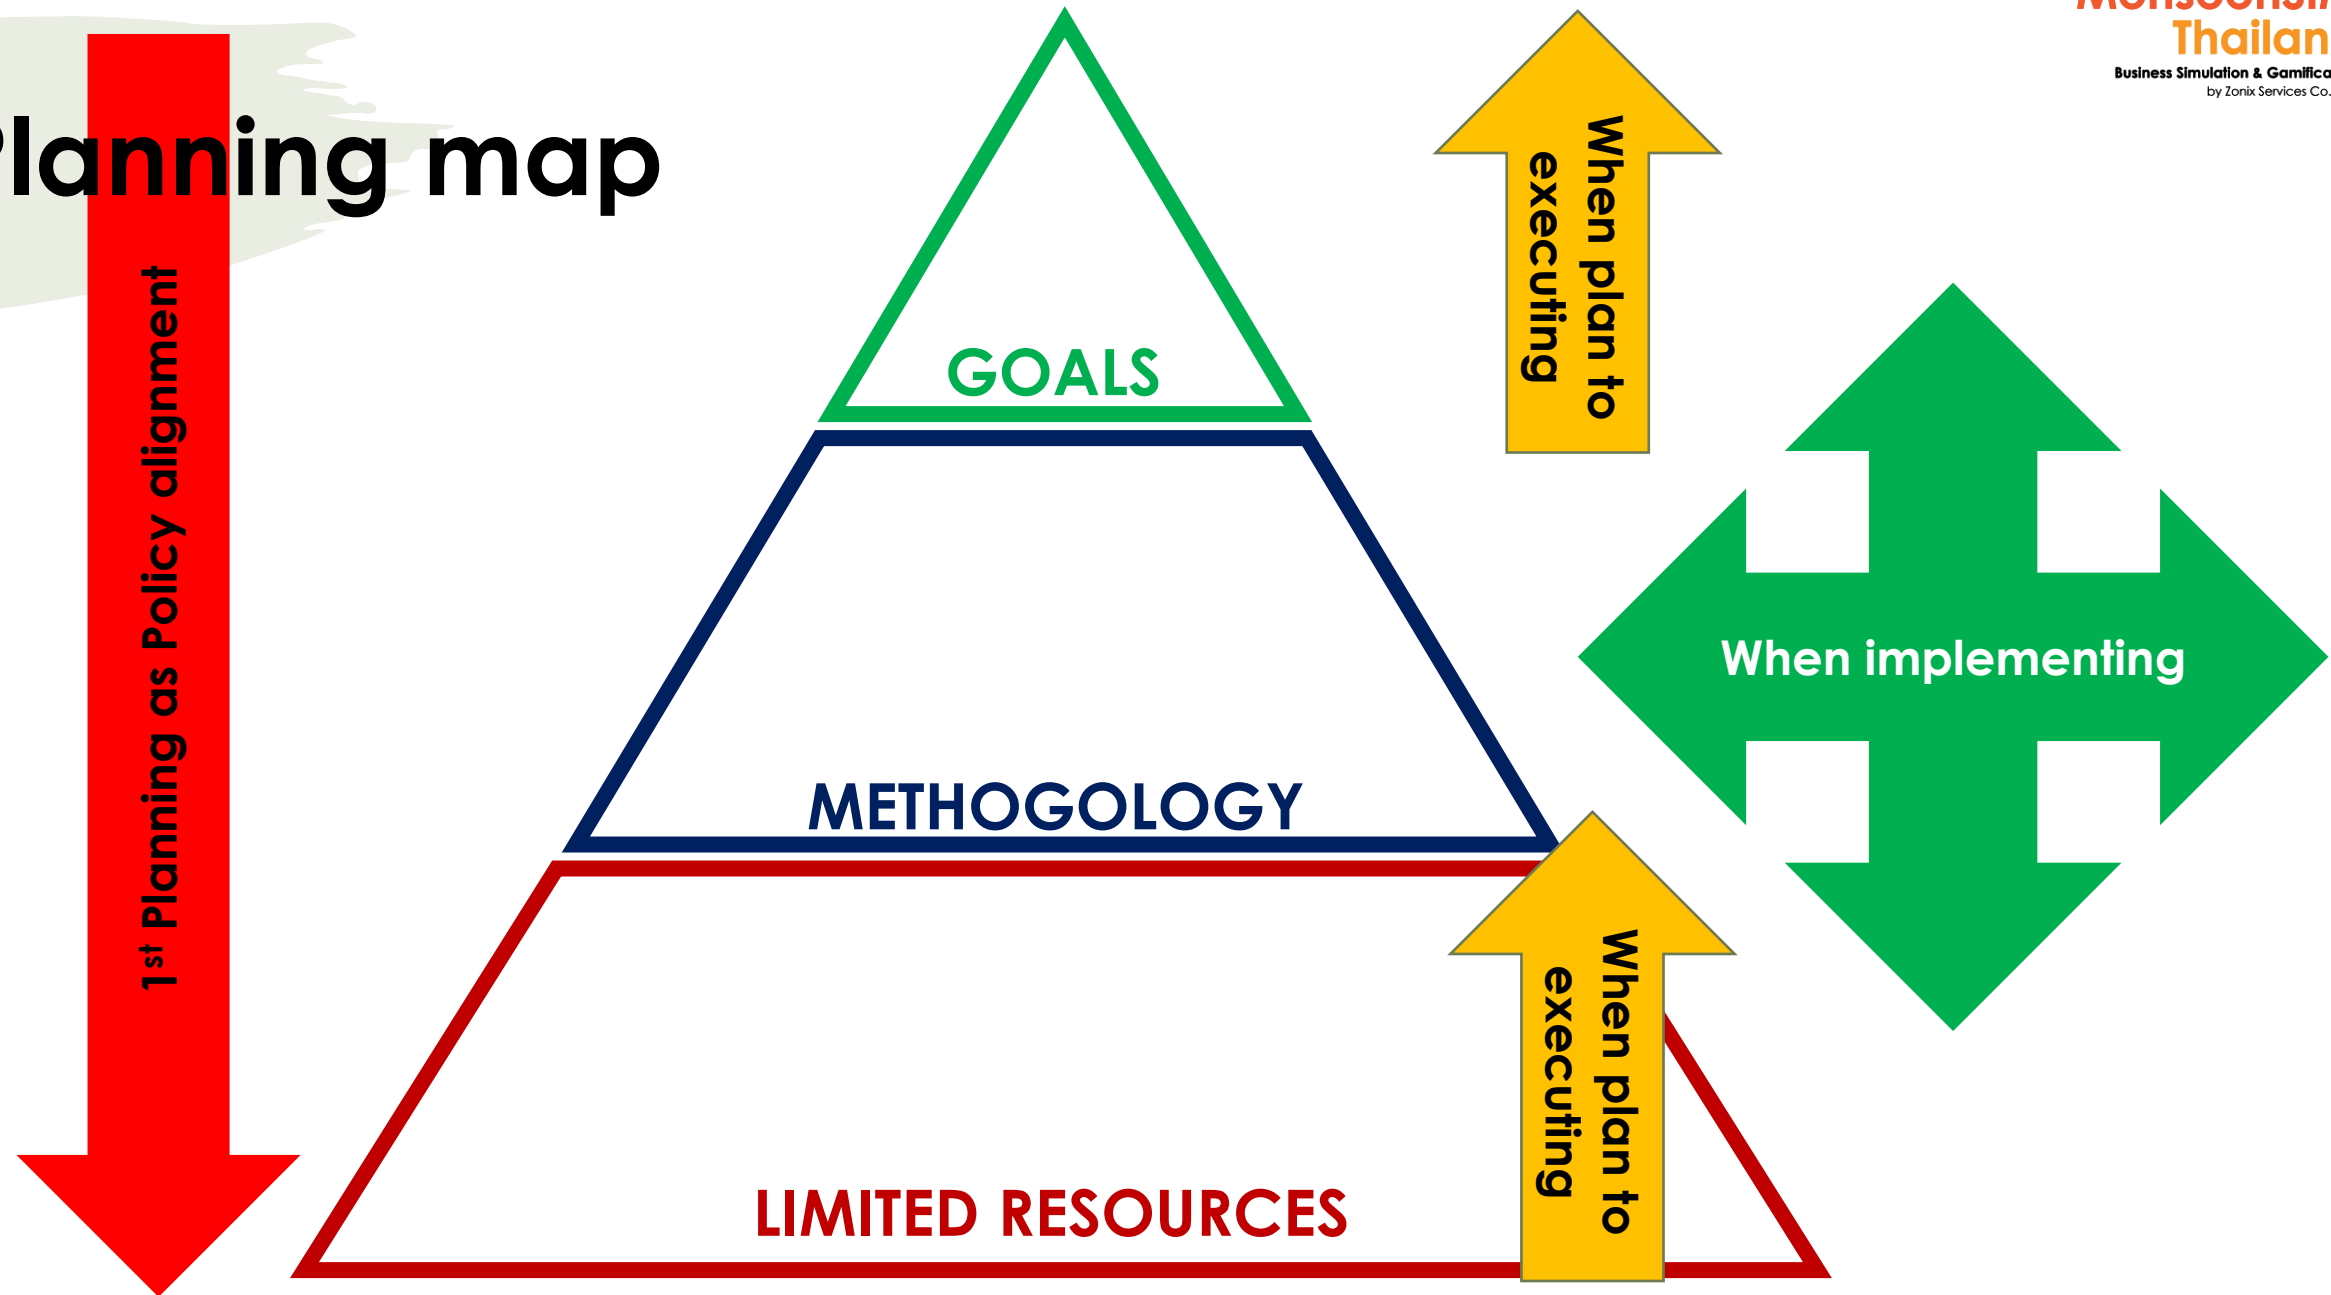 Thailan
Business Simulation & Gamifica
by Zonix Services Co.
Planning map
1st Planning as Policy alignment
GOALS
When plan to
executing
METHOGOLOGY
When implementing
LIMITED RESOURCES
When plan to
executing